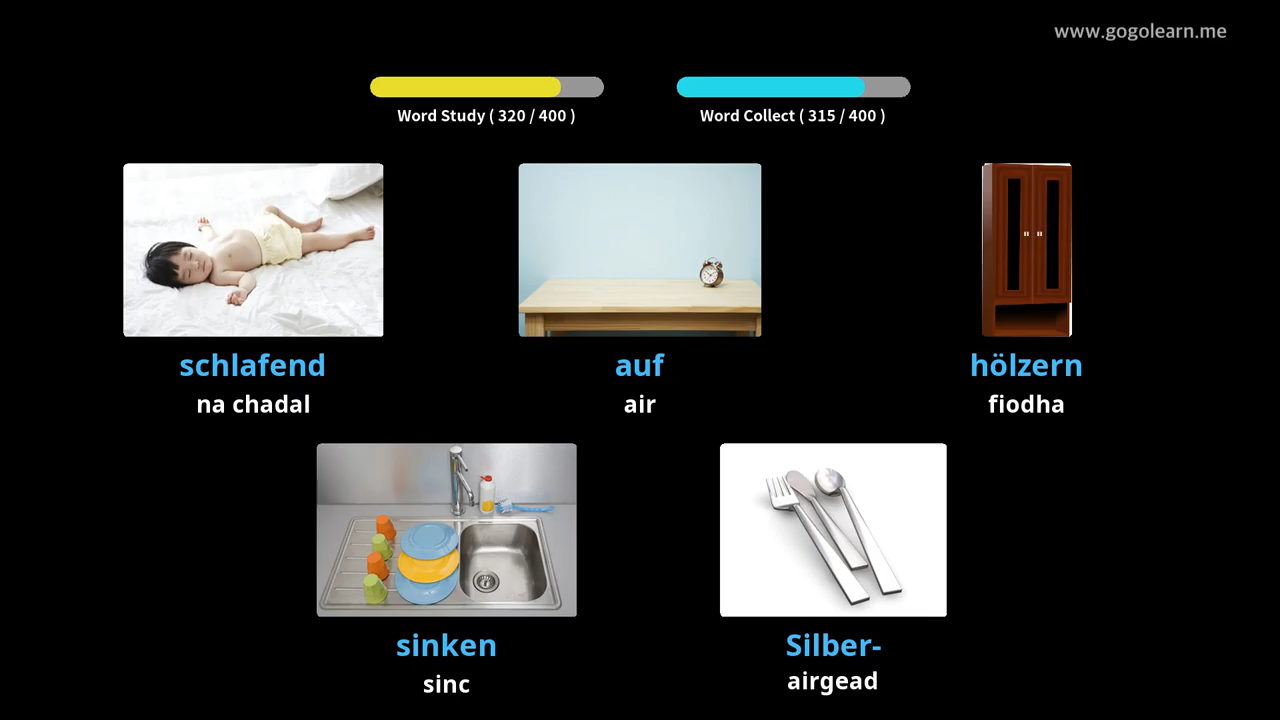 www.gogolearn.me
Word Study ( 320 / 400 )
Word Collect ( 315 / 400 )
schlafend
na chadal
auf
air
hölzern
fiodha
sinken
sinc
Silber-
airgead